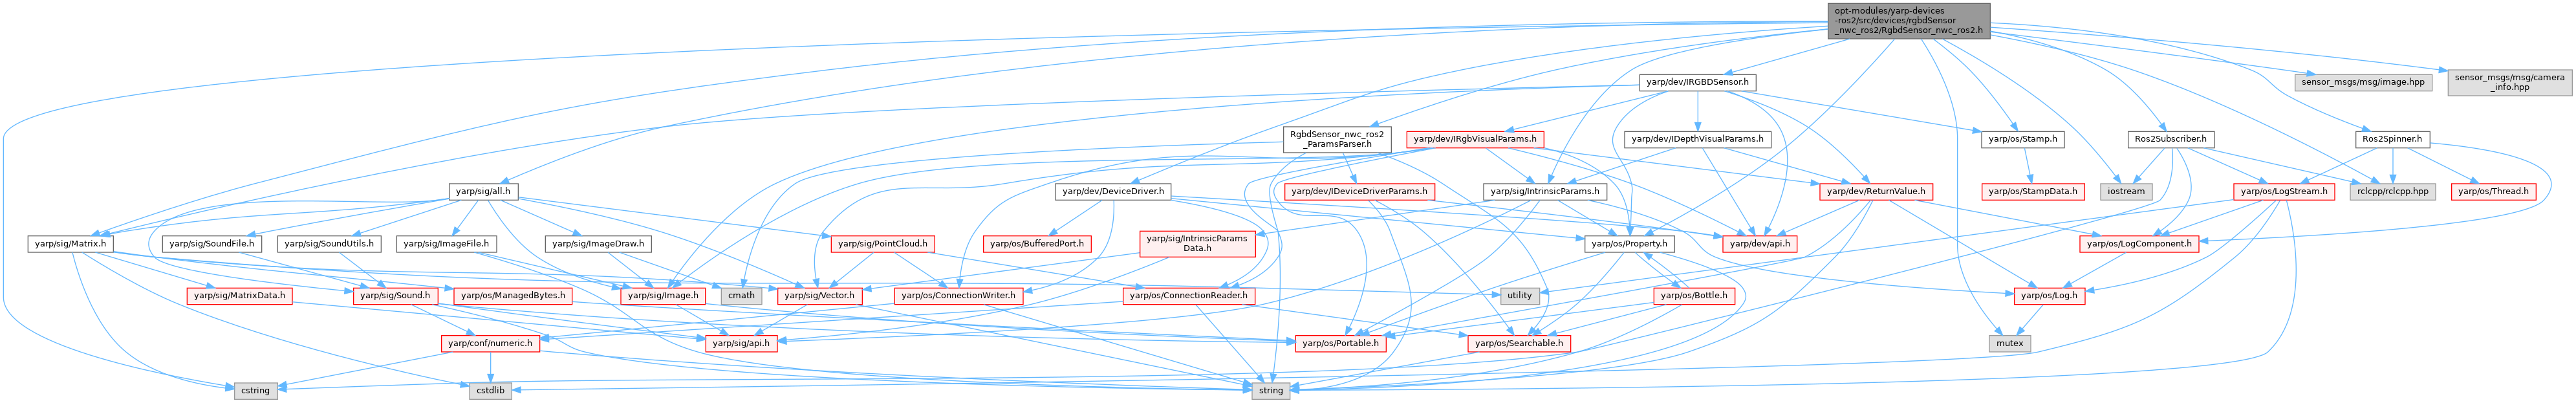 opt-modules/yarp-devices
-ros2/src/devices/rgbdSensor
_nwc_ros2/RgbdSensor_nwc_ros2.h
yarp/dev/IRGBDSensor.h
sensor_msgs/msg/image.hpp
sensor_msgs/msg/camera
_info.hpp
RgbdSensor_nwc_ros2
_ParamsParser.h
yarp/dev/IRgbVisualParams.h
yarp/dev/IDepthVisualParams.h
yarp/os/Stamp.h
Ros2Subscriber.h
Ros2Spinner.h
yarp/sig/all.h
yarp/dev/DeviceDriver.h
yarp/dev/IDeviceDriverParams.h
yarp/sig/IntrinsicParams.h
yarp/dev/ReturnValue.h
yarp/os/StampData.h
iostream
yarp/os/LogStream.h
rclcpp/rclcpp.hpp
yarp/os/Thread.h
yarp/sig/Matrix.h
yarp/sig/SoundFile.h
yarp/sig/SoundUtils.h
yarp/sig/ImageFile.h
yarp/sig/ImageDraw.h
yarp/sig/PointCloud.h
yarp/os/BufferedPort.h
yarp/sig/IntrinsicParams
Data.h
yarp/os/Property.h
yarp/dev/api.h
yarp/os/LogComponent.h
yarp/sig/MatrixData.h
yarp/sig/Sound.h
yarp/os/ManagedBytes.h
yarp/sig/Image.h
cmath
yarp/sig/Vector.h
utility
yarp/os/ConnectionWriter.h
yarp/os/ConnectionReader.h
yarp/os/Bottle.h
yarp/os/Log.h
yarp/conf/numeric.h
yarp/sig/api.h
yarp/os/Portable.h
yarp/os/Searchable.h
mutex
cstring
cstdlib
string